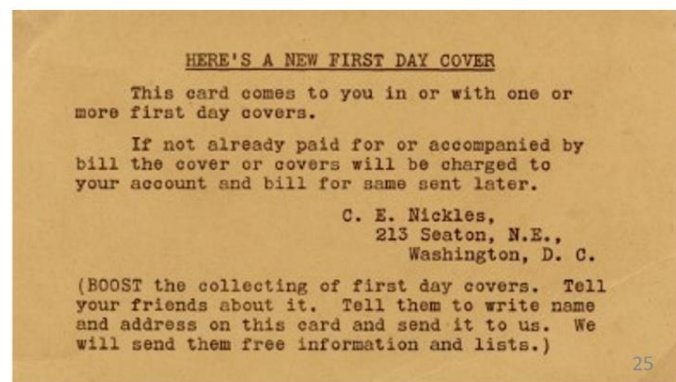 HERE'S A NEW FIRST DAY COVER
This card comes to you in or with one or
more first day covers.
If not already paid for or accompanied by
bill the cover or covers will be charged to
your account and bill for same sent later.
C. E. Nickles,
213 Seaton, N.E.,
Washington, D. C.
(BOOST the collecting of first day covers. Tell
your friends about it. Tell them to write name
and address on this card and send it to us. We
will send them free information and lists.)
25